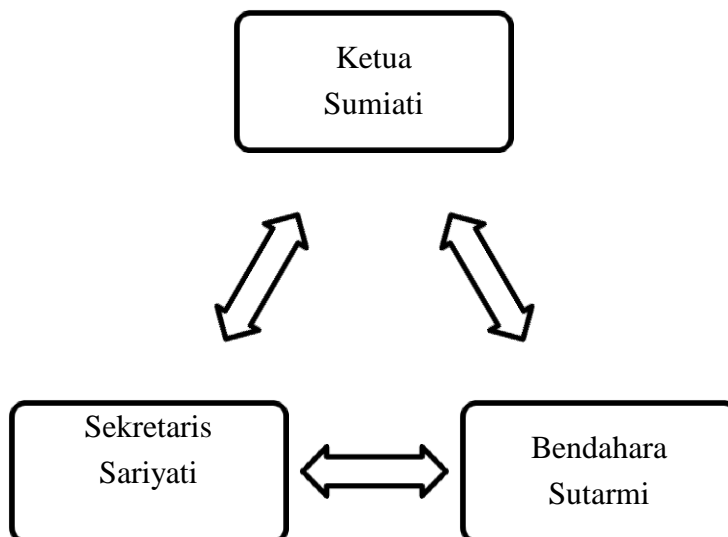 Ketua
Sumiati
Sekretaris
Sariyati
Bendahara
Sutarmi